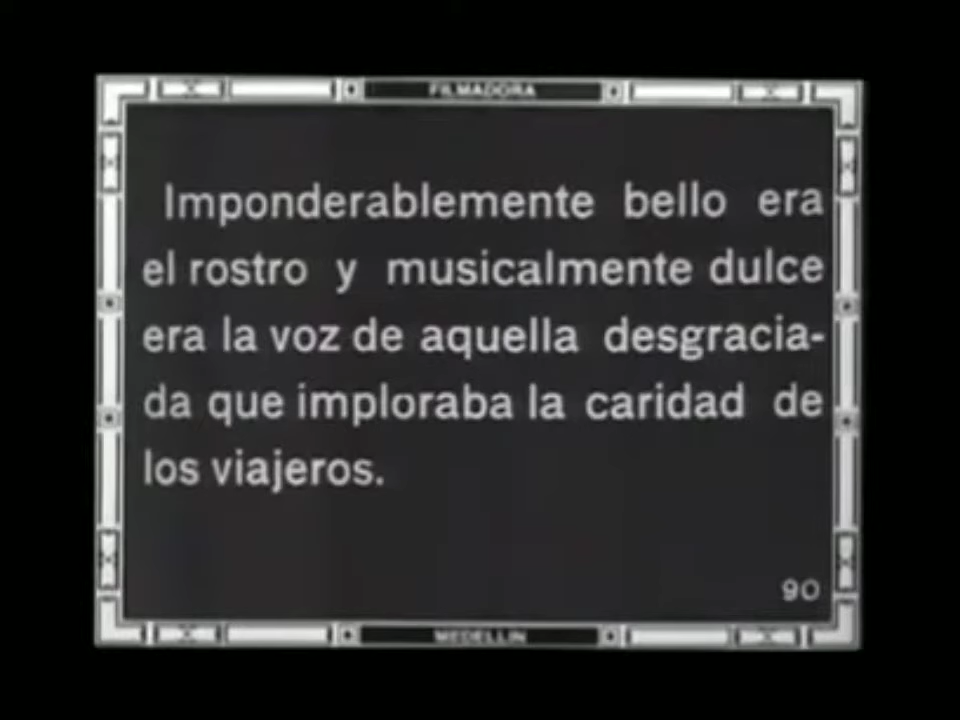 FILMADORA
Imponderablemente bello era
el rostro y musicalmente dulce
era la voz de aquella desgracia-
da que imploraba la caridad de
los viajeros.
90
MEDELLIN